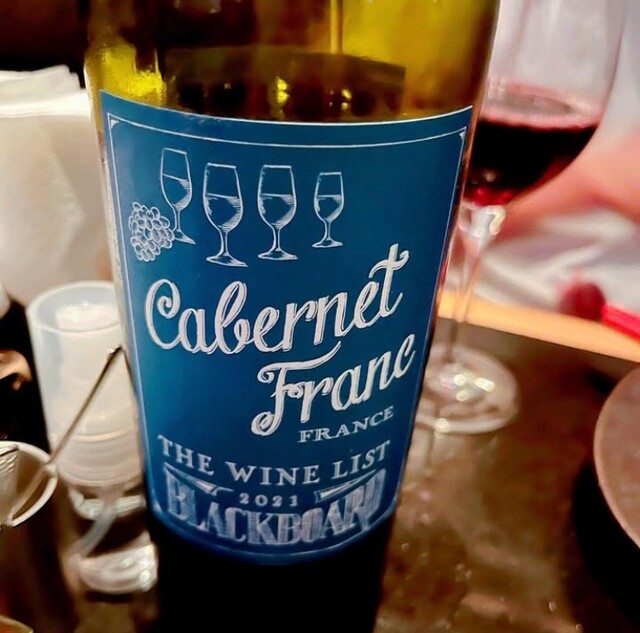 Cabernet
Franc
FRANCE
THE WINE LIST
2021
BLACKBOARD